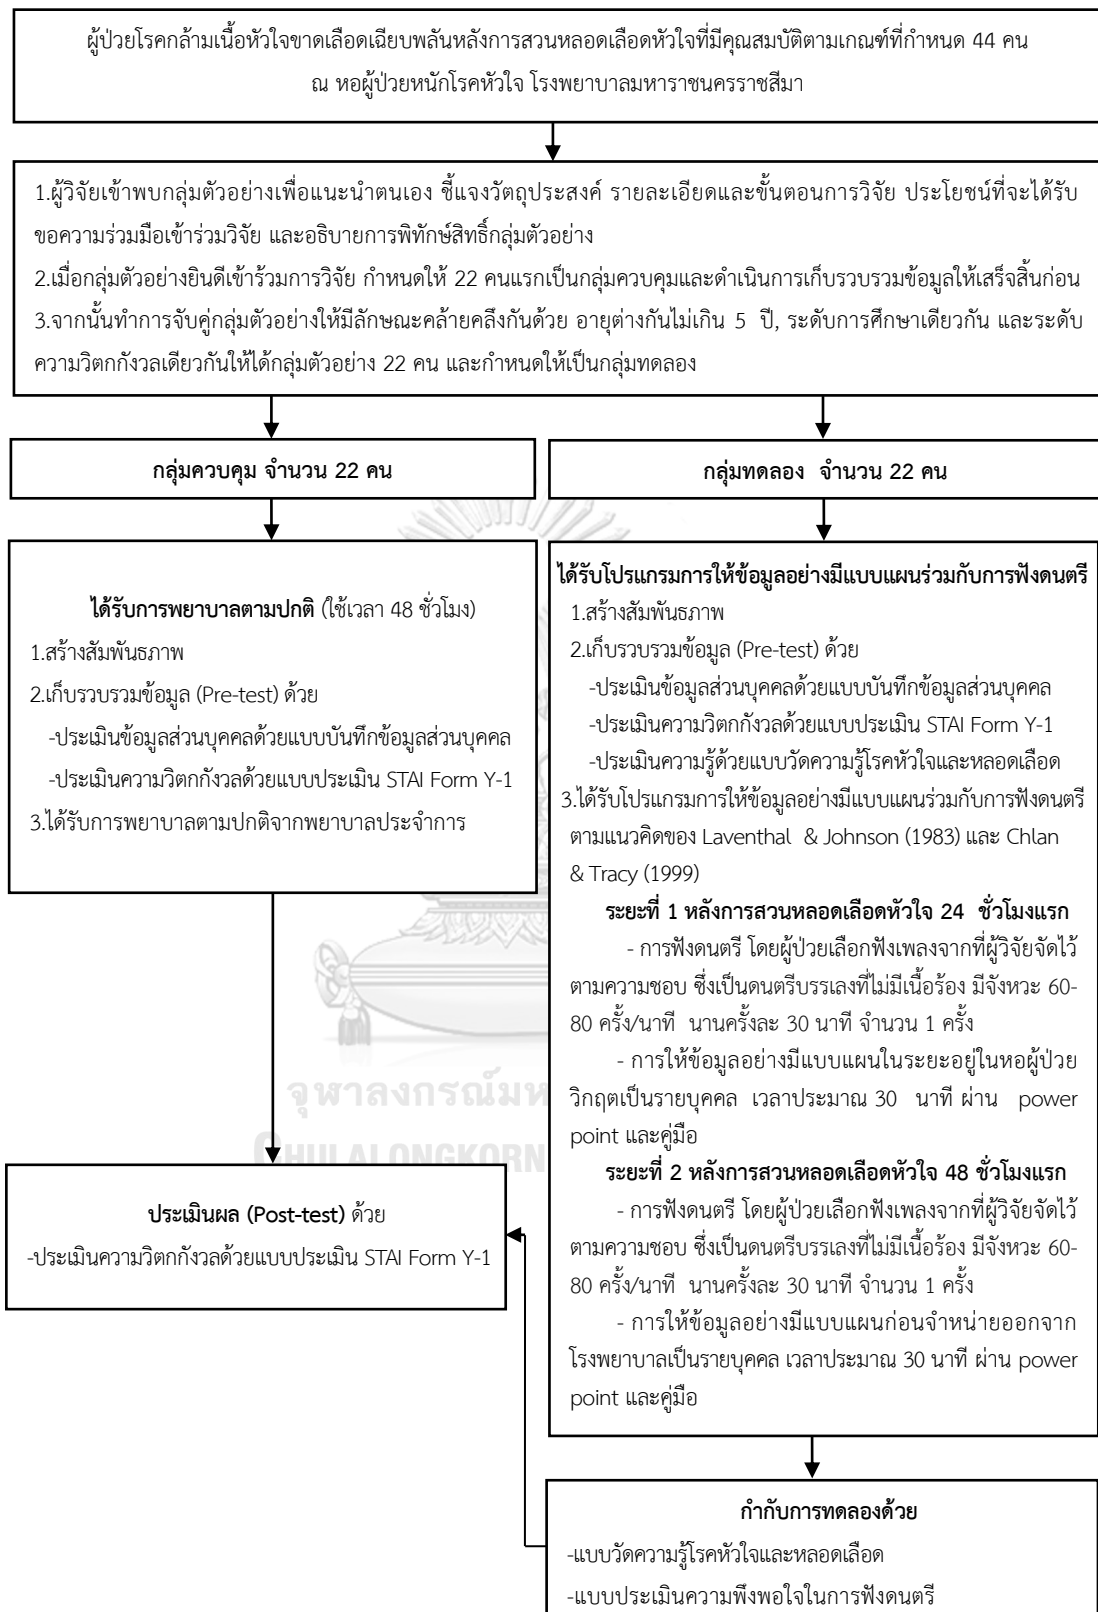 ผู้ป่วยโรคกล้ามเนื้อหัวใจขาดเลือดเฉียบพลันหลังการสวนหลอดเลือดหัวใจที่มีคุณสมบัติตามเกณฑ์ที่กำหนด 44 คน
ณ หอผู้ป่วยหนักโรคหัวใจ โรงพยาบาลมหาราชนครราชสีมา
1.ผู้วิจัยเข้าพบกลุ่มตัวอย่างเพื่อแนะนำตนเอง ชี้แจงวัตถุประสงค์ รายละเอียดและขั้นตอนการวิจัย ประโยชน์ที่จะได้รับ
ขอความร่วมมือเข้าร่วมวิจัย และอธิบายการพิทักษ์สิทธิ์กลุ่มตัวอย่าง
2.เมื่อกลุ่มตัวอย่างยินดีเข้าร้วมการวิจัย กำหนดให้ 22 คนแรกเป็นกลุ่มควบคุมและดำเนินการเก็บรวบรวมข้อมูลให้เสร็จสิ้นก่อน
3.จากนั้นทำการจับคู่กลุ่มตัวอย่างให้มีลักษณะคล้ายคลึงกันด้วย อายุต่างกันไม่เกิน 5 ปี, ระดับการศึกษาเดียวกัน และระดับ
ความวิตกกังวลเดียวกันให้ได้กลุ่มตัวอย่าง 22 คน และกำหนดให้เป็นกลุ่มทดลอง
กลุ่มควบคุม จำนวน 22 คน
ได้รับการพยาบาลตามปกติ (ใช้เวลา 48 ชั่วโมง)
1.สร้างสัมพันธภาพ
2.เก็บรวบรวมข้อมูล (Pre-test) ด้วย
-ประเมินข้อมูลส่วนบุคคลด้วยแบบบันทึกข้อมูลส่วนบุคคล
-ประเมินความวิตกกังวลด้วยแบบประเมิน STAI Form Y-1
3.ได้รับการพยาบาลตามปกติจากพยาบาลประจำการ
กลุ่มทดลอง จำนวน 22 คน
ได้รับโปรแกรมการให้ข้อมูลอย่างมีแบบแผนร่วมกับการฟังดนตรี
1.สร้างสัมพันธภาพ
2.เก็บรวบรวมข้อมูล (Pre-test) ด้วย
-ประเมินข้อมูลส่วนบุคคลด้วยแบบบันทึกข้อมูลส่วนบุคคล
-ประเมินความวิตกกังวลด้วยแบบประเมิน STAI Form Y-1
-ประเมินความรู้ด้วยแบบวัดความรู้โรคหัวใจและหลอดเลือด
3.ได้รับโปรแกรมการให้ข้อมูลอย่างมีแบบแผนร่วมกับการฟังดนตรี
ตามแนวคิดของ Laventhal & Johnson (1983) และ Chlan
& Tracy (1999)
ระยะที่ 1 หลังการสวนหลอดเลือดหัวใจ 24 ชั่วโมงแรก
- การฟังดนตรี โดยผู้ป่วยเลือกฟังเพลงจากที่ผู้วิจัยจัดไว้
ตามความชอบ ซึ่งเป็นดนตรีบรรเลงที่ไม่มีเนื้อร้อง มีจังหวะ 60-
80 ครั้ง/นาที นานครั้งละ 30 นาที จำนวน 1 ครั้ง
- การให้ข้อมูลอย่างมีแบบแผนในระยะอยู่ในหอผู้ป่วย
วิกฤตเป็นรายบุคคล เวลาประมาณ 30 นาที ผ่าน power
point และคู่มือ
ระยะที่ 2 หลังการสวนหลอดเลือดหัวใจ 48 ชั่วโมงแรก
- การฟังดนตรี โดยผู้ป่วยเลือกฟังเพลงจากที่ผู้วิจัยจัดไว้
ตามความชอบ ซึ่งเป็นดนตรีบรรเลงที่ไม่มีเนื้อร้อง มีจังหวะ 60-
80 ครั้ง/นาที นานครั้งละ 30 นาที จำนวน 1 ครั้ง
- การให้ข้อมูลอย่างมีแบบแผนก่อนจำหน่ายออกจาก
โรงพยาบาลเป็นรายบุคคล เวลาประมาณ 30 นาที ผ่าน power
point และคู่มือ
กำกับการทดลองด้วย
-แบบวัดความรู้โรคหัวใจและหลอดเลือด
-แบบประเมินความพึงพอใจในการฟังดนตรี
ประเมินผล (Post-test) ด้วย
-ประเมินความวิตกกังวลด้วยแบบประเมิน STAI Form Y-1
จุฬาลงกรณ์มห
CHULALONGKORN